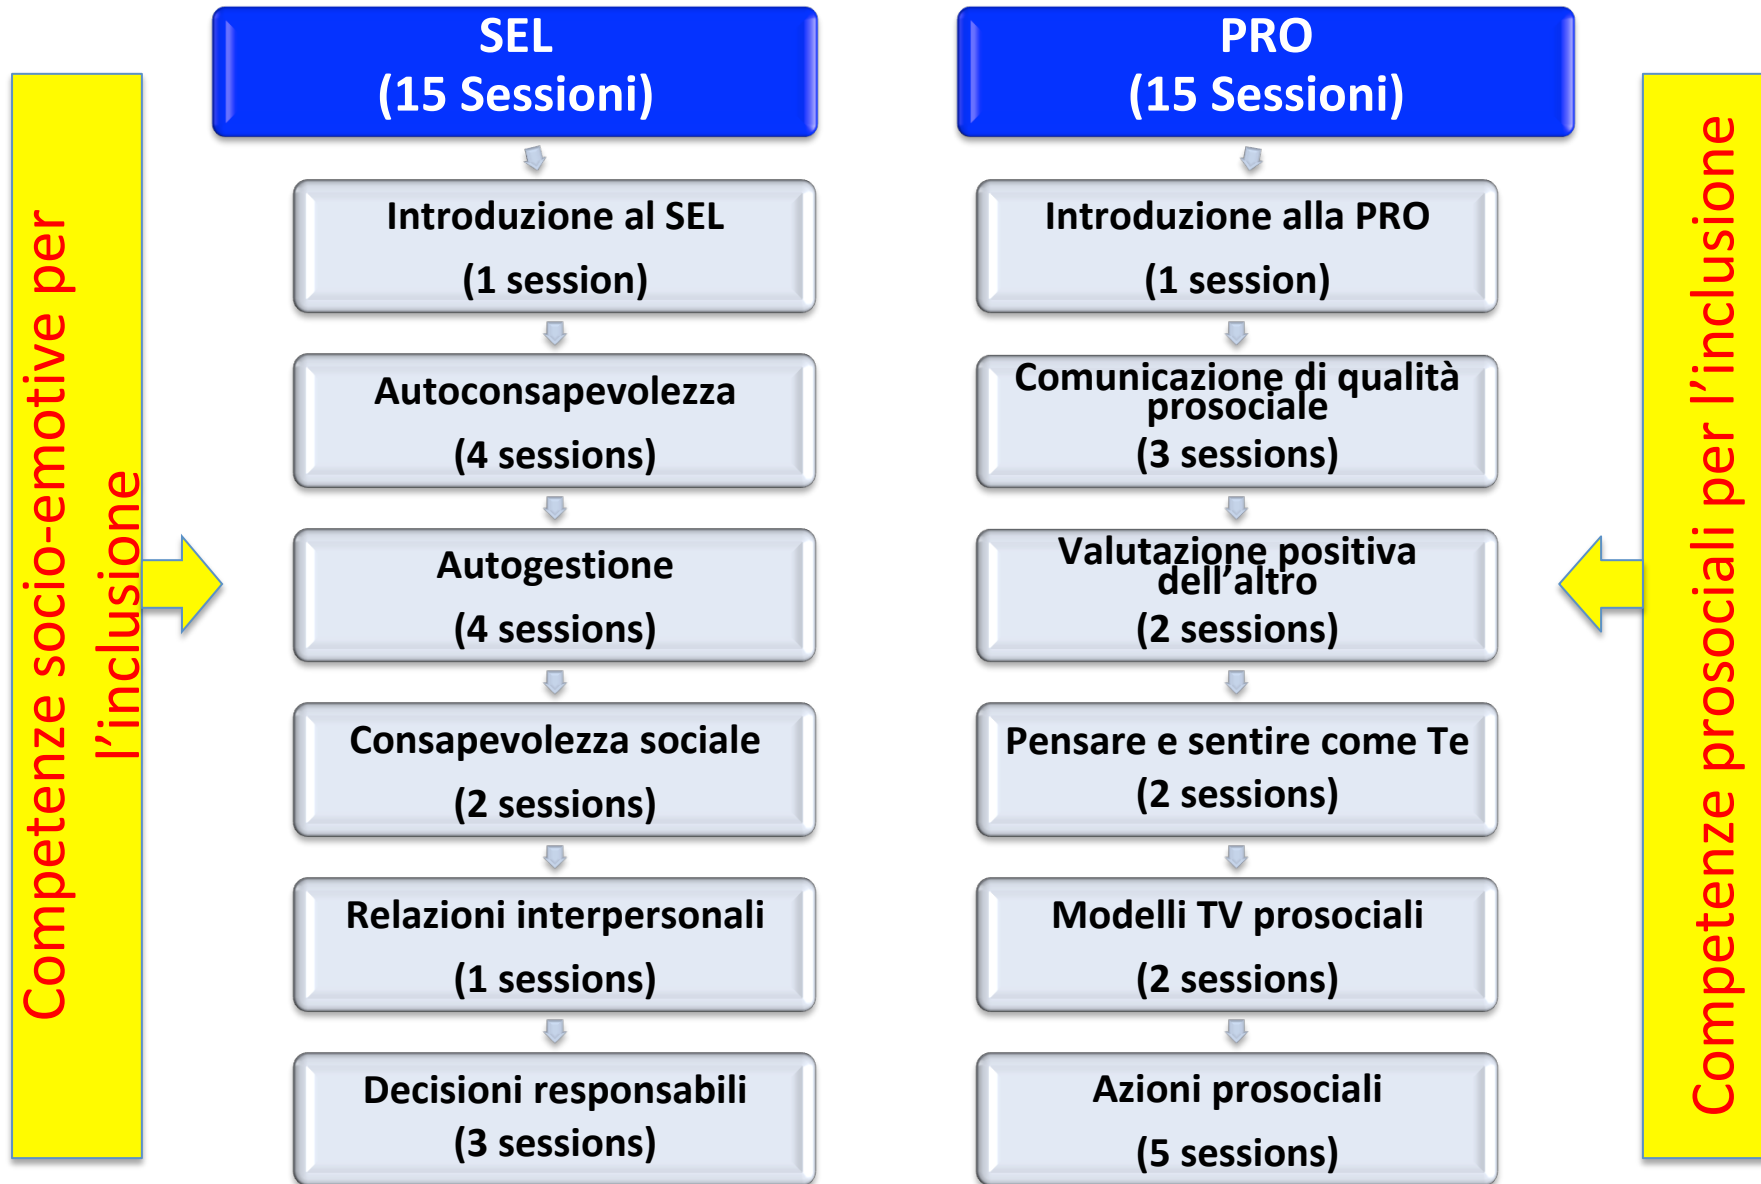 Competenze socio-emotive per
l’inclusione
SEL
(15 Sessioni)
Introduzione al SEL
(1 session)
Autoconsapevolezza
(4 sessions)
Autogestione
(4 sessions)
Consapevolezza sociale
(2 sessions)
Relazioni interpersonali
(1 sessions)
Decisioni responsabili
(3 sessions)
PRO
(15 Sessioni)
Introduzione alla PRO
(1 session)
Comunicazione di qualità
prosociale
(3 sessions)
Valutazione positiva
dell’altro
(2 sessions)
Pensare e sentire come Te
(2 sessions)
Modelli TV prosociali
(2 sessions)
Azioni prosociali
(5 sessions)
Competenze prosociali per l’inclusione